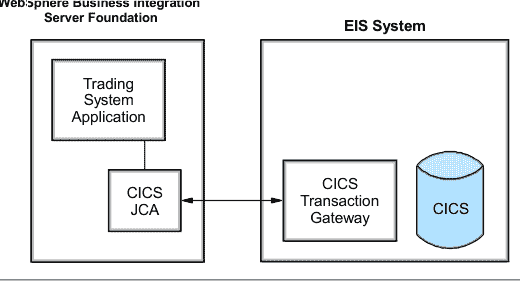 WebSphere Business Integration
Server Foundation
EIS System
Trading
System
Application
CICS
JCA
CICS
Transaction
Gateway
CICS